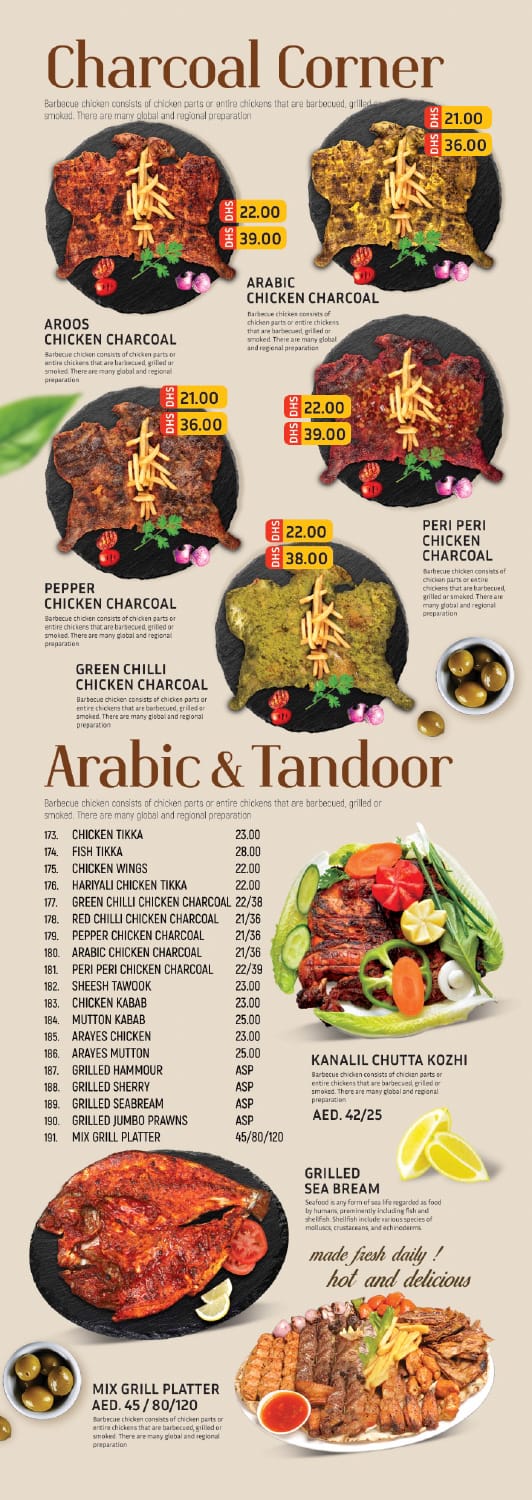 Charcoal Corner
Barbecue chicken consists of chicken parts or entire chickens that are barbecued, grilled or
smoked. There are many global and regional preparation
DHS 21.00
DHS 36.00
DHS 22.00
DHS 39.00
ARABIC
CHICKEN CHARCOAL
Barbecue chicken consists of
chicken parts or entire chickens
that are barbecued, grilled or
smoked. There are many global
and regional preparation
AROOS
CHICKEN CHARCOAL
Barbecue chicken consists of chicken parts or
entire chickens that are barbecued, grilled or
smoked. There are many global and regional
preparation
DHS 21.00
DHS 36.00
DHS 22.00
DHS 39.00
PERI PERI
CHICKEN
CHARCOAL
Barbecue chicken consists of
chicken parts or entire
chickens that are barbecued,
grilled or smoked. There are
many global and regional
preparation
DHS 22.00
DHS 38.00
PEPPER
CHICKEN CHARCOAL
Barbecue chicken consists of chicken parts or
entire chickens that are barbecued, grilled or
smoked. There are many global and regional
preparation
GREEN CHILLI
CHICKEN CHARCOAL
Barbecue chicken consists of chicken parts or
entire chickens that are barbecued, grilled or
smoked. There are many global and regional
preparation
Arabic & Tandoor
Barbecue chicken consists of chicken parts or entire chickens that are barbecued, grilled or
smoked. There are many global and regional preparation
173. CHICKEN TIKKA 23.00
174. FISH TIKKA 28.00
175. CHICKEN WINGS 22.00
176. HARIYALI CHICKEN TIKKA 22.00
177. GREEN CHILLI CHICKEN CHARCOAL 22/38
178. RED CHILLI CHICKEN CHARCOAL 21/36
179. PEPPER CHICKEN CHARCOAL 21/36
180. ARABIC CHICKEN CHARCOAL 21/36
181. PERI PERI CHICKEN CHARCOAL 22/39
182. SHEESH TAWOOK 23.00
183. CHICKEN KABAB 23.00
184. MUTTON KABAB 25.00
185. ARAYES CHICKEN 23.00
186. ARAYES MUTTON 25.00
187. GRILLED HAMMOUR ASP
188. GRILLED SHERRY ASP
189. GRILLED SEABREAM ASP
190. GRILLED JUMBO PRAWNS ASP
191. MIX GRILL PLATTER 45/80/120
KANALIL CHUTTA KOZHI
Barbecue chicken consists of chicken parts or
entire chickens that are barbecued, grilled or
smoked. There are many global and regional
preparation
AED. 42/25
GRILLED
SEA BREAM
Seafood is any form of sea life regarded as food
by humans, prominently including fish and
shellfish. Shellfish include various species of
molluscs, crustaceans, and echinoderms.
made fresh daily !
hot and delicious
MIX GRILL PLATTER
AED. 45 / 80/120
Barbecue chicken consists of chicken parts or
entire chickens that are barbecued, grilled or
smoked. There are many global and regional
preparation